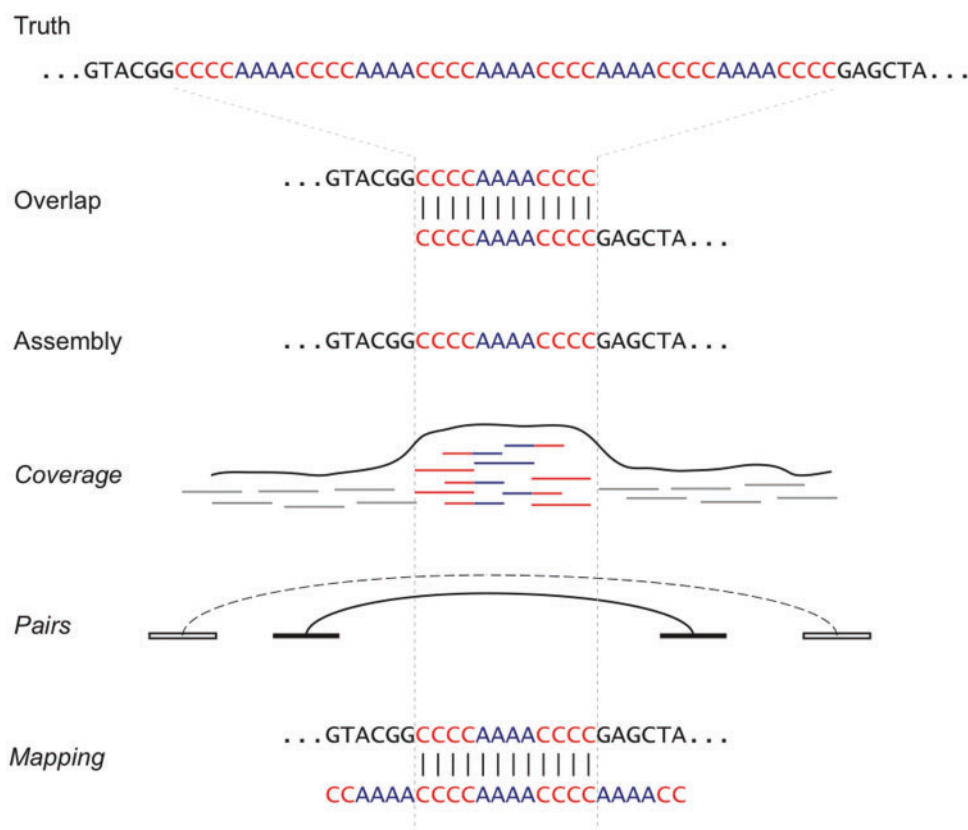 Truth
...GTACGGCCCCAAAACCCCAAAACCCCAAAACCCCAAAACCCCAAAACCCCGAGCTA...
...GTACGGCCCCAAAACCCC
Overlap
CCCCAAAACCCCGAGCTA...
Assembly ...GTACGGCCCCAAAACCCCGAGCTA...
Coverage
Pairs
...GTACGGCCCCAAAACCCCGAGCTA...
Mapping
CCAAAACCCCAAAACCCCAAAACC